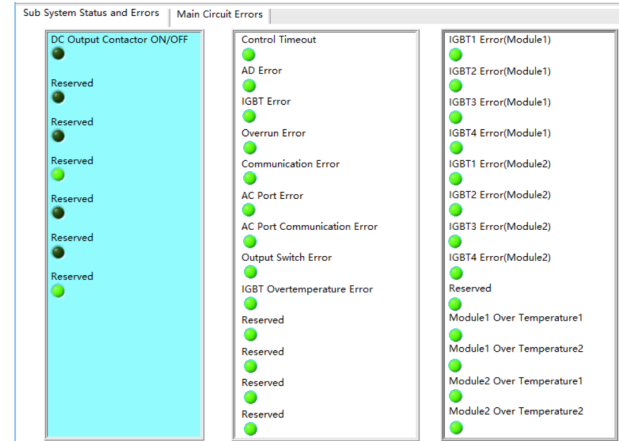 Sub System Status and Errors
Main Circuit Errors
DC Output Contactor ON/OFF
Reserved
Reserved
Reserved
Reserved
Reserved
Reserved
Control Timeout
AD Error
IGBT Error
Overrun Error
Communication Error
AC Port Error
AC Port Communication Error
Output Switch Error
IGBT Overtemperature Error
Reserved
Reserved
Reserved
Reserved
IGBT1 Error(Module1)
IGBT2 Error(Module1)
IGBT3 Error(Module1)
IGBT4 Error(Module1)
IGBT1 Error(Module2)
IGBT2 Error(Module2)
IGBT3 Error(Module2)
IGBT4 Error(Module2)
Reserved
Module1 Over Temperature1
Module1 Over Temperature2
Module2 Over Temperature1
Module2 Over Temperature2